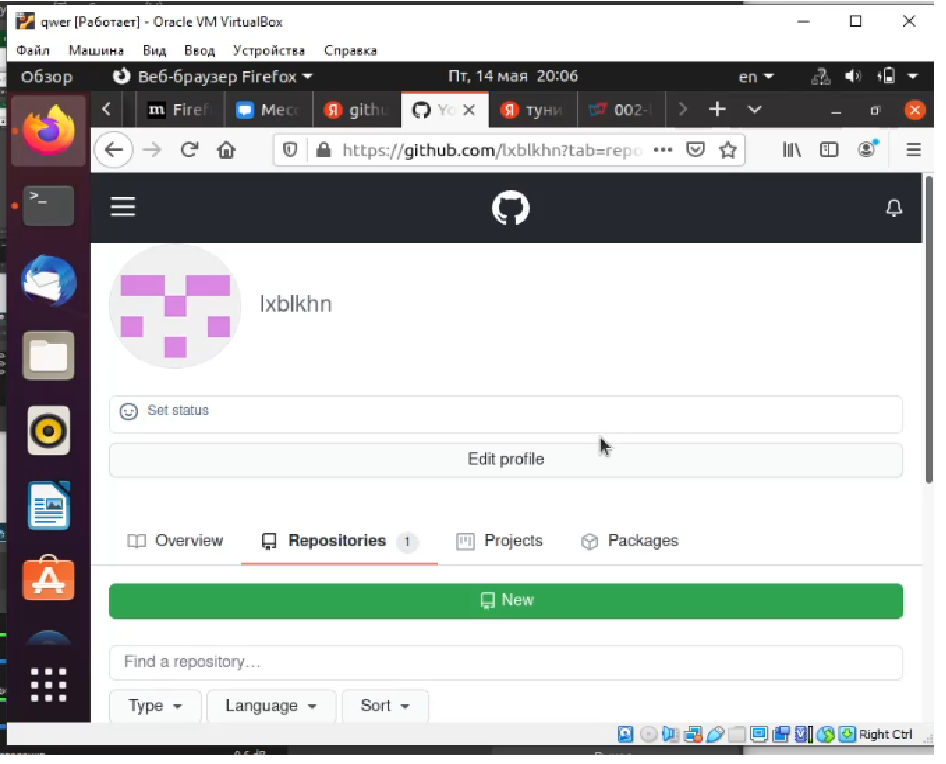 qwer [Работает] - Oracle VM VirtualBox
Файл Машина Вид Ввод Устройства Справка
Обзор Веб-браузер Firefox Пт, 14 мая 20:06 en
Firef Месс githu Yo туни 002-
https://github.com/lxblkhn?tab=repo
lxblkhn
Set status
Edit profile
Overview Repositories 1 Projects Packages
New
Find a repository...
Type Language Sort
Right Ctrl